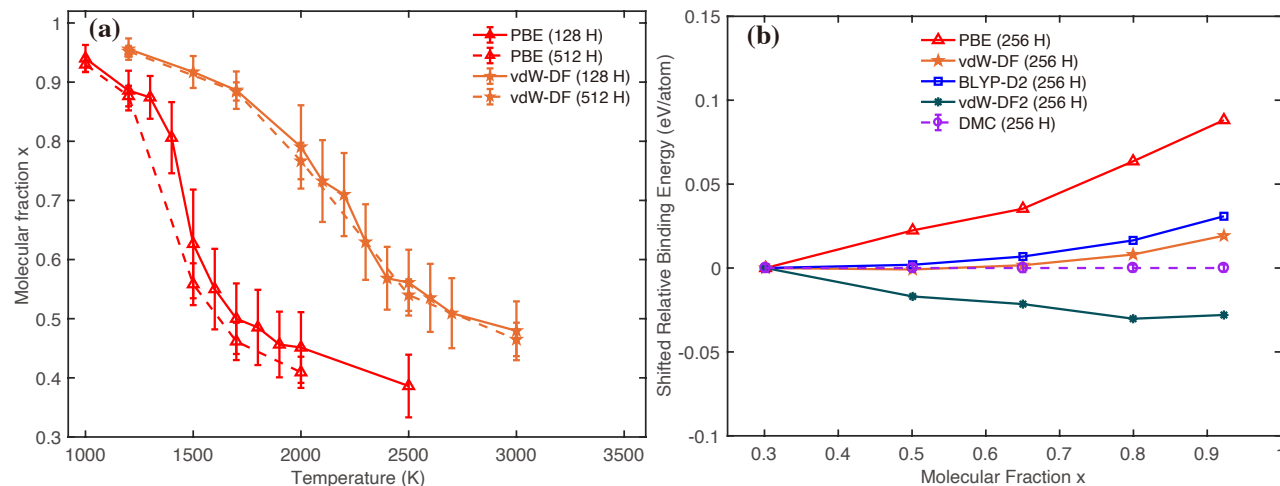 (a)
PBE (128 H)
PBE (512 H)
vdW-DF (128 H)
vdW-DF (512 H)
Molecular fraction x
1
0.9
0.8
0.7
0.6
0.5
0.4
0.3
1000 1500 2000 2500 3000 3500
Temperature (K)
(b)
PBE (256 H)
vdW-DF (256 H)
BLYP-D2 (256 H)
vdW-DF2 (256 H)
DMC (256 H)
Shifted Relative Binding Energy (eV/atom)
0.15
0.1
0.05
0
-0.05
-0.1
0.3 0.4 0.5 0.6 0.7 0.8 0.9 1
Molecular Fraction x